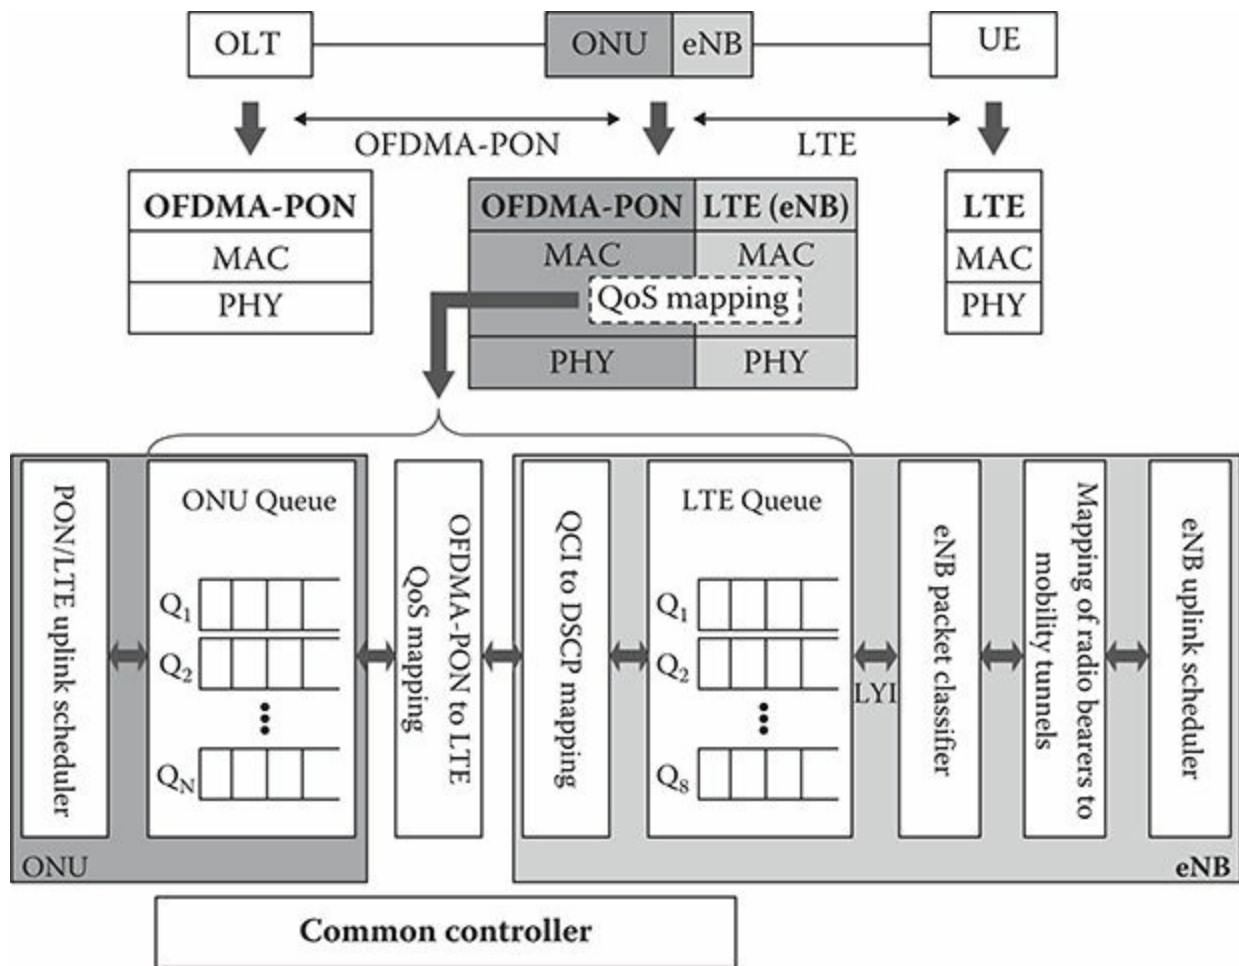 OLT
ONU
eNB
UE
OFDMA-PON
LTE
OFDMA-PON
MAC
PHY
OFDMA-PON
LTE (eNB)
MAC
MAC
QoS mapping
PHY
PHY
LTE
MAC
PHY
PON/LTE uplink scheduler
ONU Queue
Q1
Q2
QN
OFDMA-PON to LTE
QoS mapping
QCI to DSCP mapping
LTE Queue
Q1
Q2
Q8
LYI
eNB packet classifier
Mapping of radio bearers to
mobility tunnels
eNB uplink scheduler
ONU
eNB
Common controller